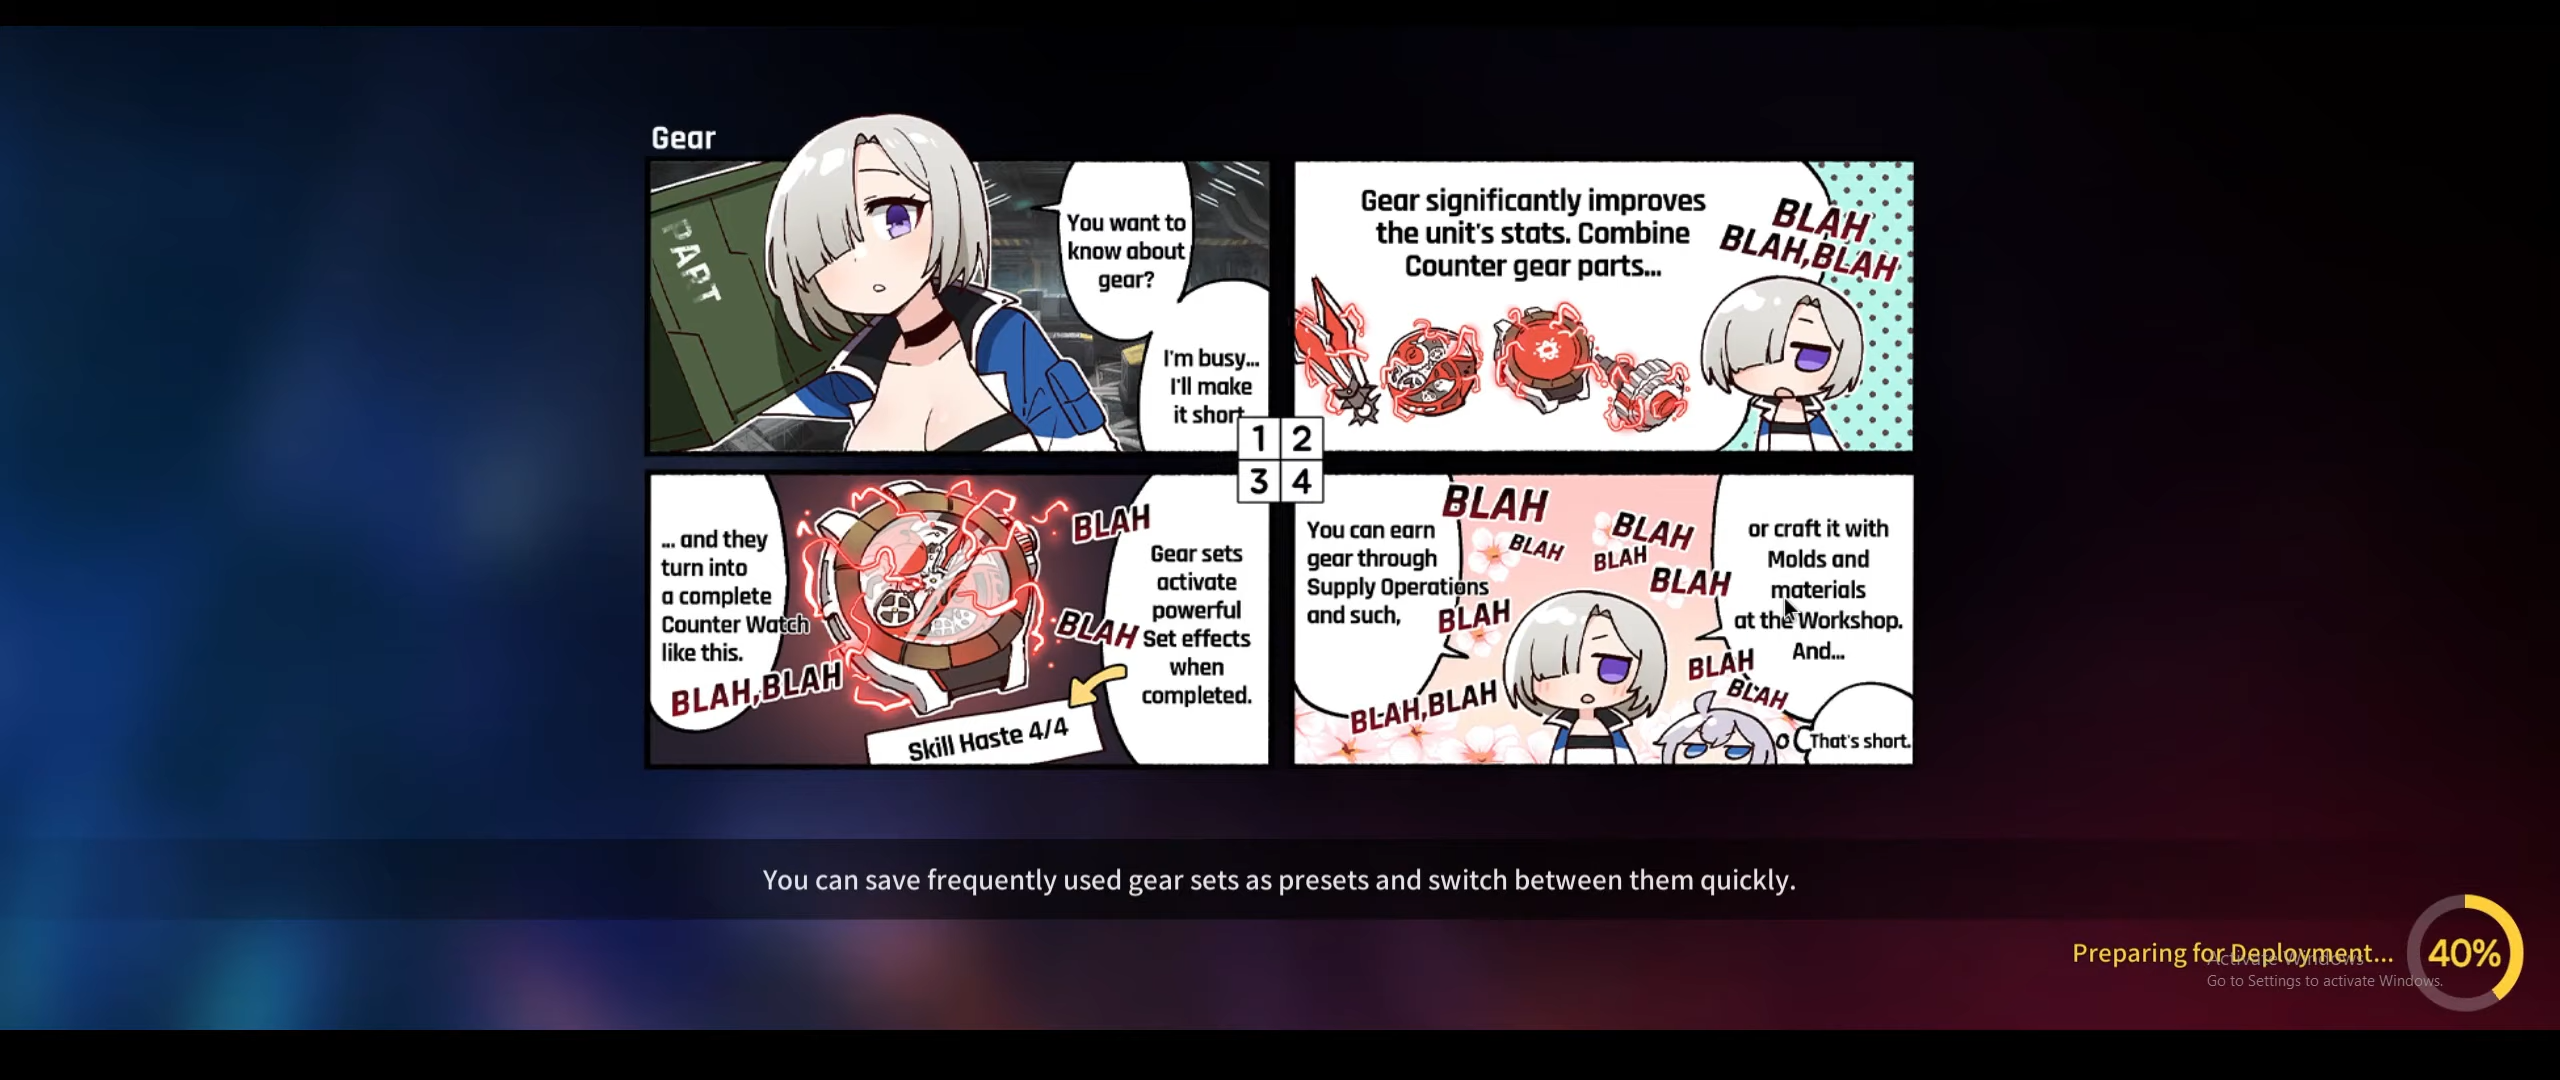 Gear
PART
You want to
know about
gear?
I'm busy...
I'll make
it short.
1 2
3 4
Gear significantly improves
the unit's stats. Combine
Counter gear parts...
BLAH
BLAH,BLAH
... and they
turn into
a complete
Counter Watch
like this.
BLAH,BLAH
BLAH
BLAH
Gear sets
activate
powerful
Set effects
when
completed.
Skill Haste 4/4
You can earn
gear through
Supply Operations
and such,
BLAH
BLAH
BLAH
BLAH
BLAH
BLAH
BLAH,BLAH
or craft it with
Molds and
materials
at the Workshop.
And...
BLAH
BLAH
That's short.
You can save frequently used gear sets as presets and switch between them quickly.
Preparing for Deployment...
40%
Activate Windows
Go to Settings to activate Windows.